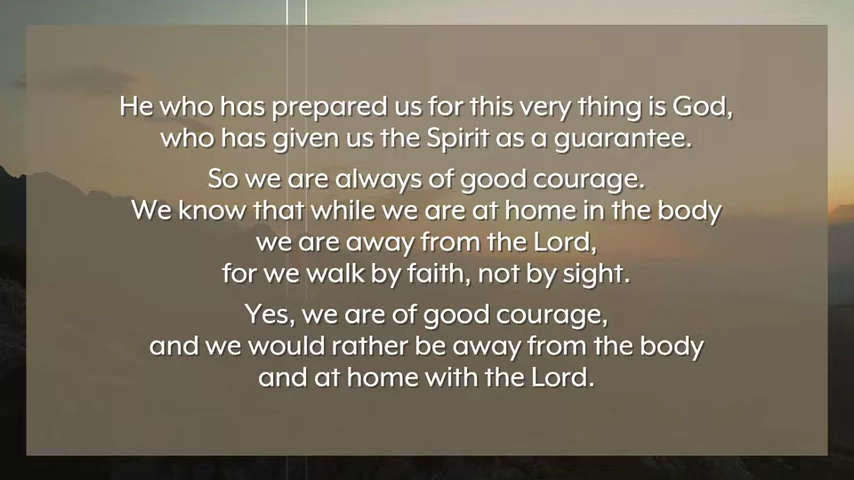 He who has prepared us for this very thing is God,
who has given us the Spirit as a guarantee.
So we are always of good courage.
We know that while we are at home in the body
we are away from the Lord,
for we walk by faith, not by sight.
Yes, we are of good courage,
and we would rather be away from the body
and at home with the Lord.